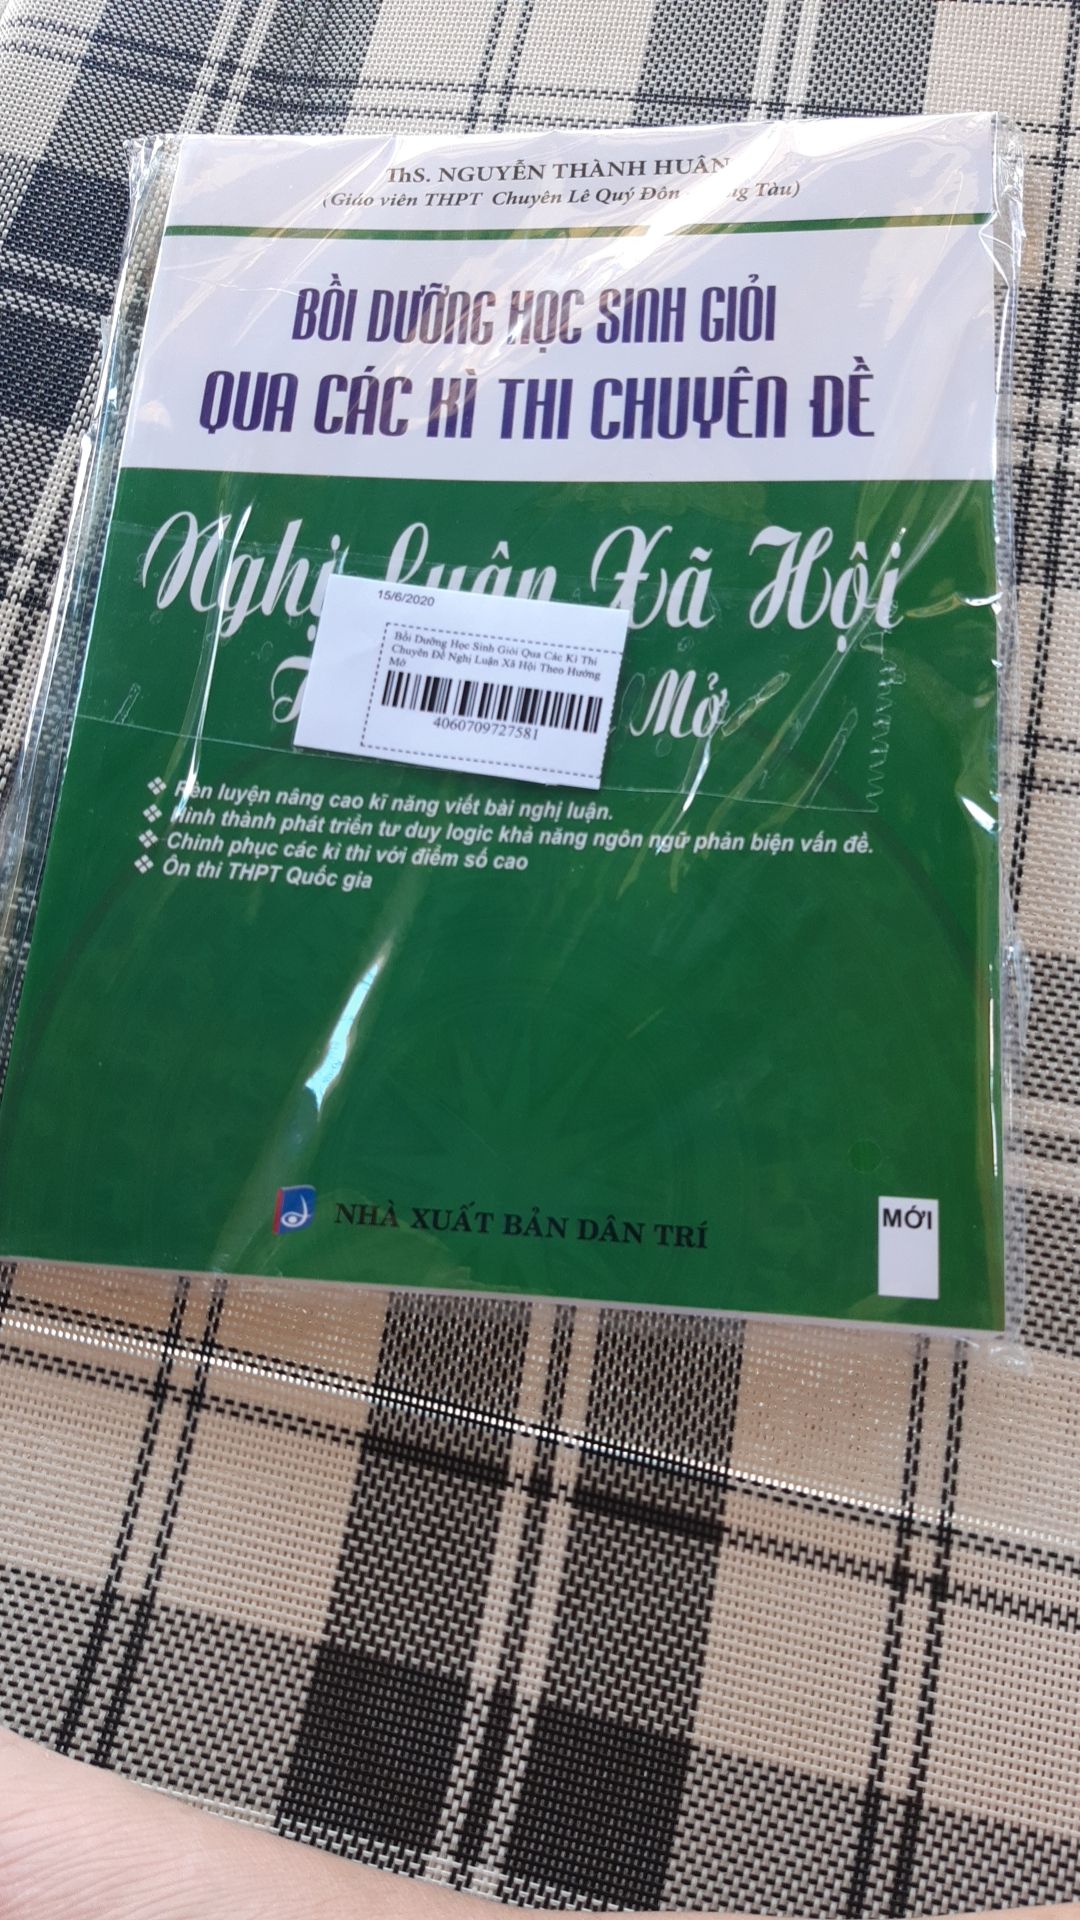 ThS. NGUYỄN THÀNH HUÂN
(Giáo viên THPT Chuyên Lê Quý Đôn Tàu)
BỒI DƯỠNG HỌC SINH GIỎI
QUA CÁC KÌ THI CHUYÊN ĐỀ
Nghị Luận Xã Hội
Mở
15/6/2020
Bồi Dưỡng Học Sinh Giỏi Qua Các Kì Thi
Chuyên Đề Nghị Luận Xã Hội Theo Hướng
Mở
4060709727581
Rèn luyện nâng cao kĩ năng viết bài nghị luận.
Hình thành phát triển tư duy logic khả năng ngôn ngữ phản biện vấn đề.
Chinh phục các kì thi với điểm số cao
Ôn thi THPT Quốc gia
NHÀ XUẤT BẢN DÂN TRÍ
MỚI